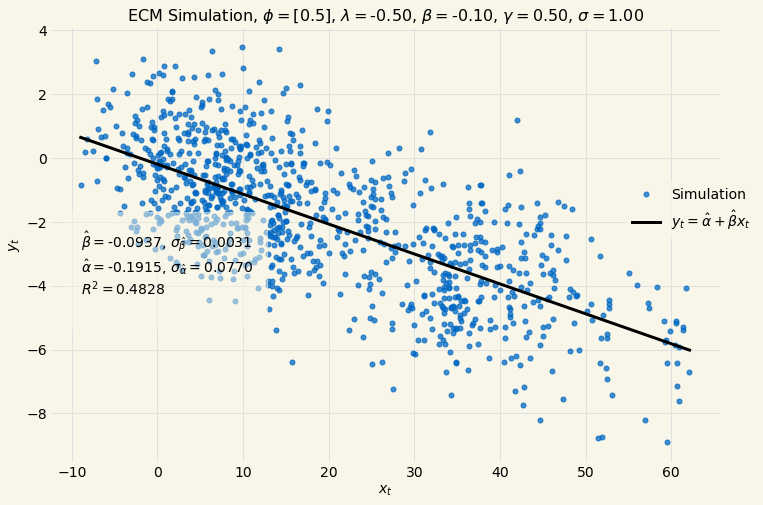 ECM Simulation, ϕ = [0.5], λ = -0.50, β = -0.10, γ = 0.50, σ = 1.00
4
2
0
−2
−4
−6
−8
y_t
β̂ = -0.0937, σ_β̂ = 0.0031
α̂ = -0.1915, σ_α̂ = 0.0770
R² = 0.4828
Simulation
y_t = α̂ + β̂x_t
−10 0 10 20 30 40 50 60
x_t